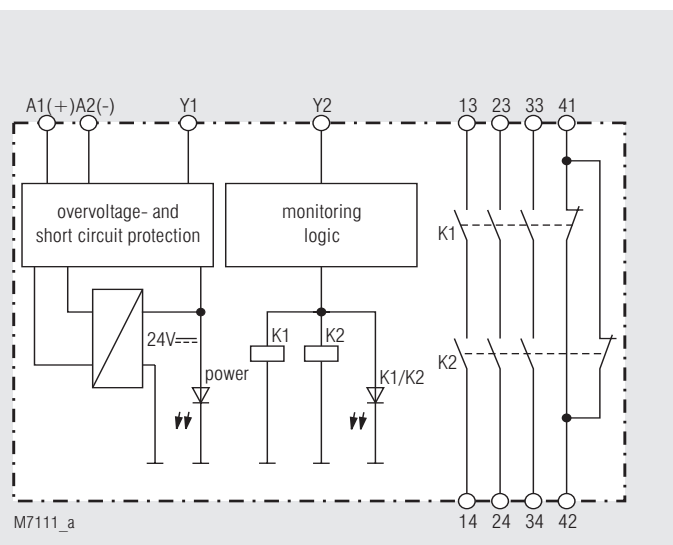 A1(+)A2(-) Y1 Y2 13 23 33 41
overvoltage- and
short circuit protection
monitoring
logic
K1
24V
K1 K2
K2
power
K1/K2
M7111_a
14 24 34 42